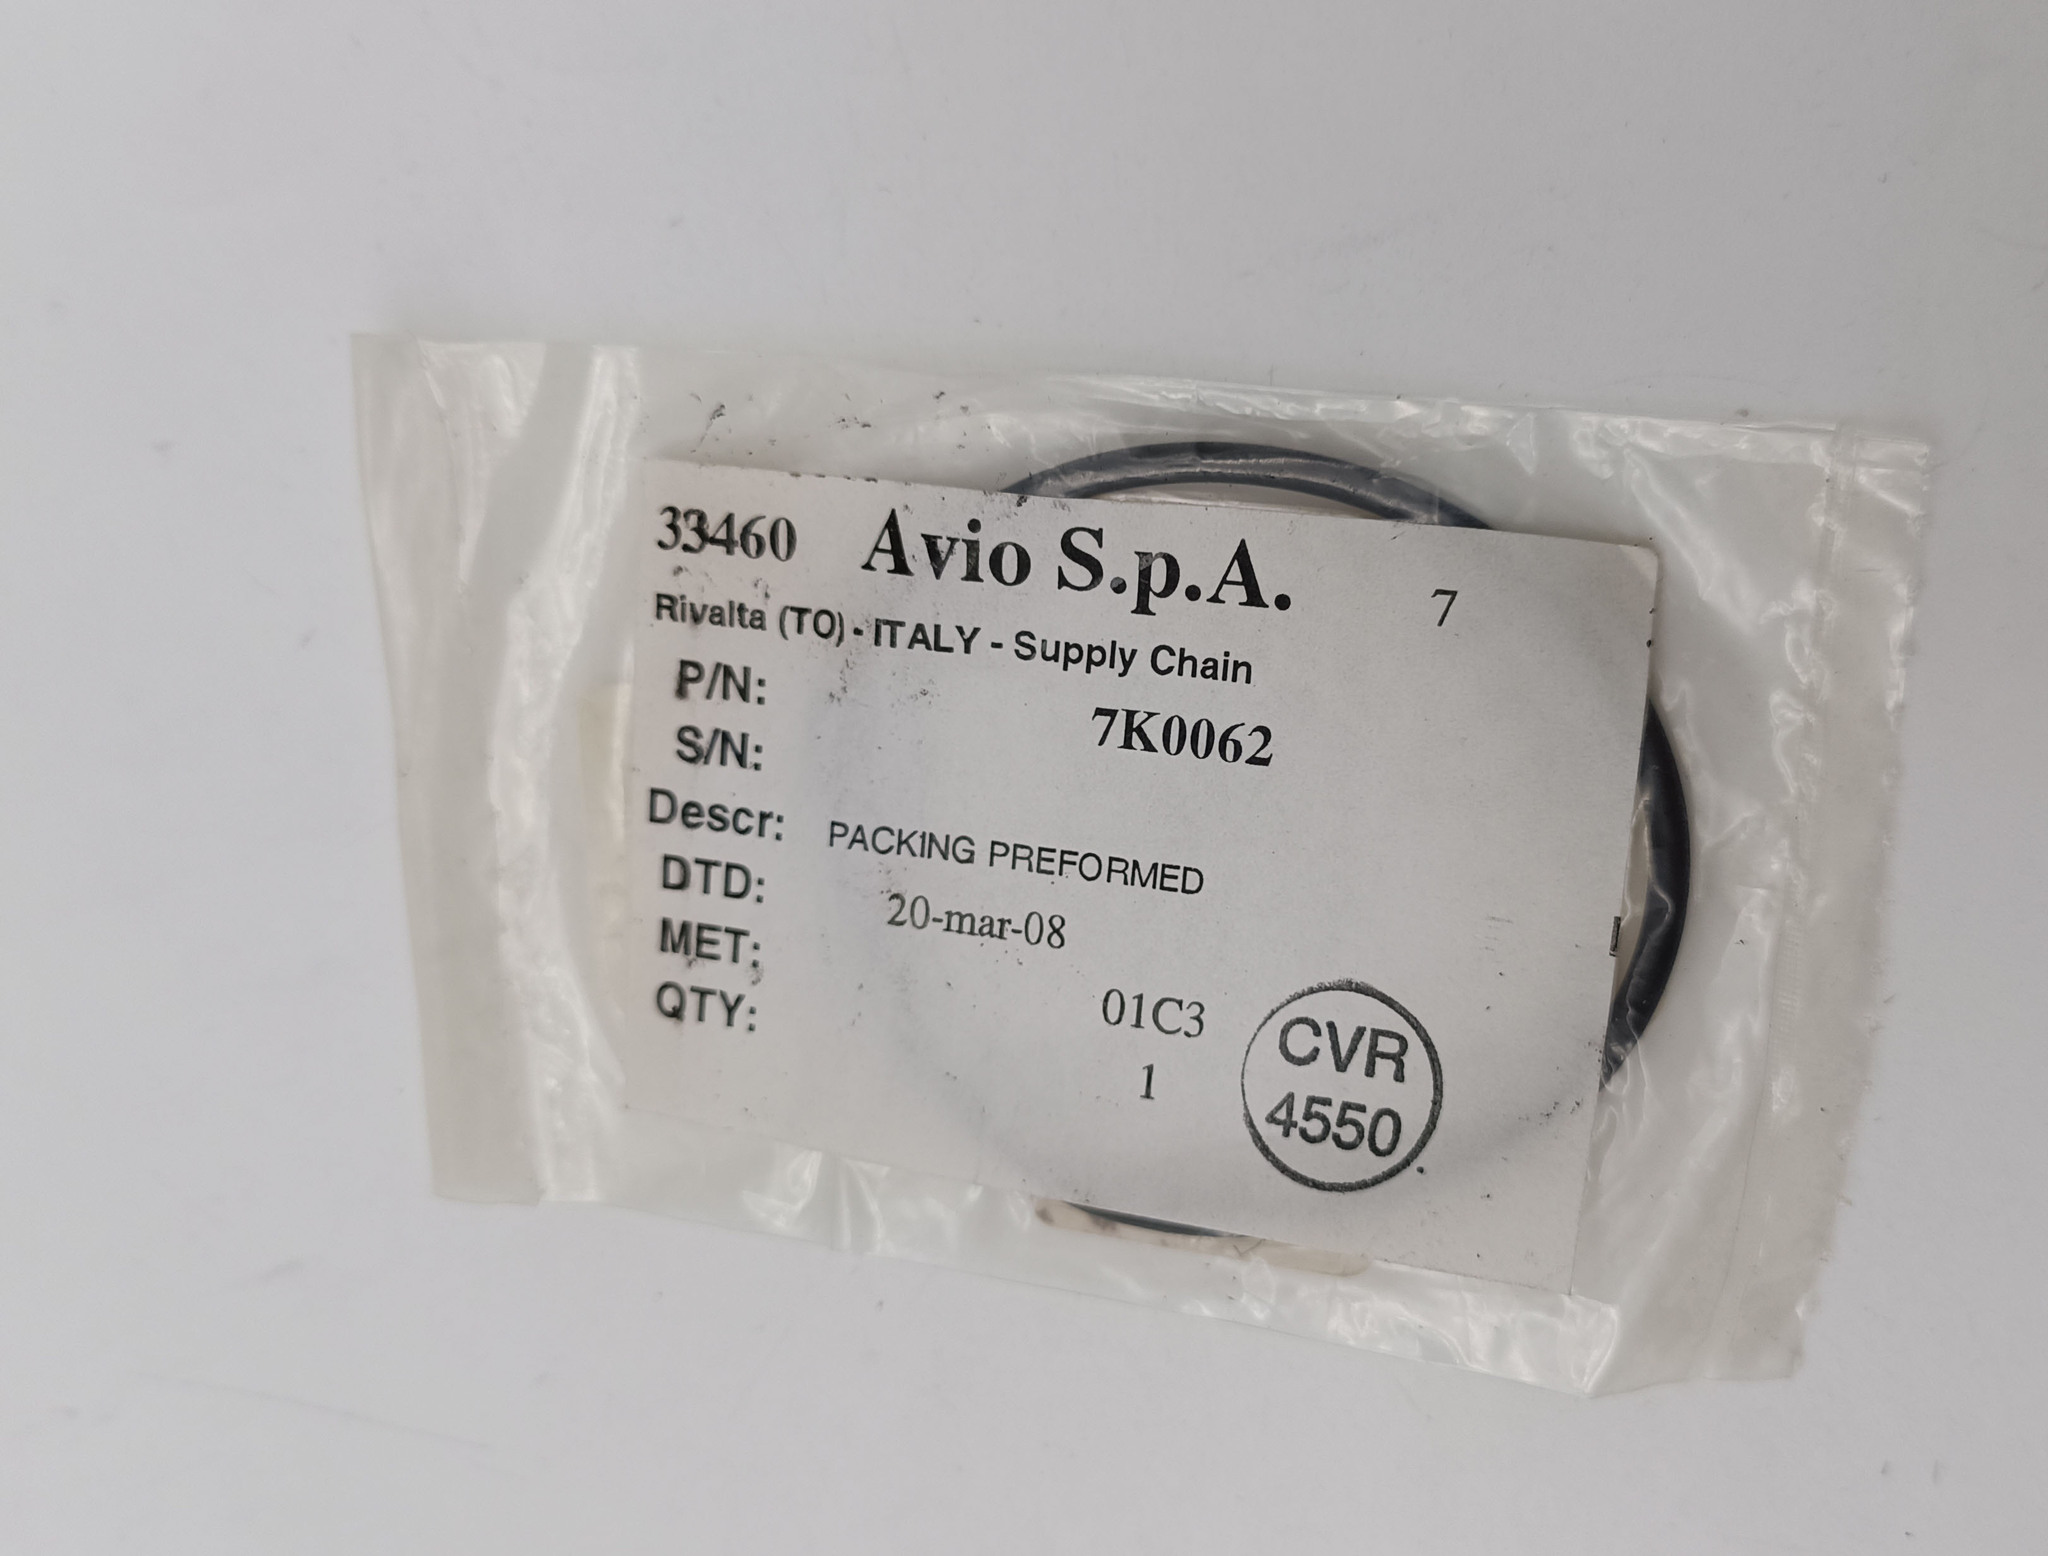 33460 Avio S.p.A. 7
Rivalta (TO) - ITALY - Supply Chain
P/N: 7K0062
S/N:
Descr: PACKING PREFORMED
DTD: 20-mar-08
MET: 01C3
QTY: 1
CVR
4550